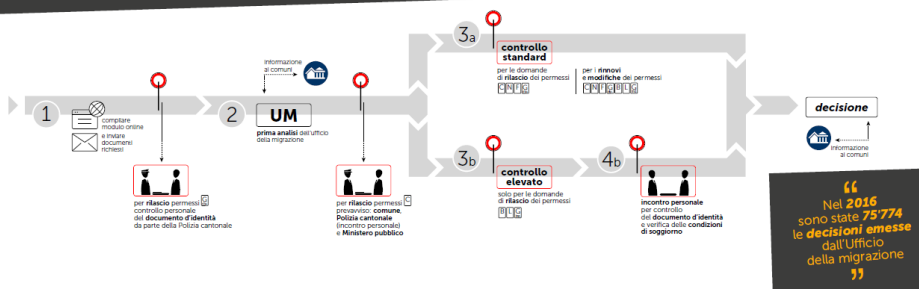 1
compilare
modulo online
e inviare
documenti
richiesti
per rilascio permessi G
controllo personale
del documento d'identità
da parte della Polizia cantonale
2
informazione
ai comuni
UM
prima analisi dell'ufficio
della migrazione
per rilascio permessi C
prevavviso: comune,
Polizia cantonale
(incontro personale)
e Ministero pubblico
3a
controllo
standard
per le domande
di rilascio dei permessi
C N F G
per i rinnovi
e modifiche dei permessi
C N F G B L G
3b
controllo
elevato
solo per le domande
di rilascio dei permessi
B L G
4b
incontro personale
per controllo
del documento d'identità
e verifica delle condizioni
di soggiorno
decisione
informazione
ai comuni
“
Nel 2016
sono state 75'774
le decisioni emesse
dall'Ufficio
della migrazione
”